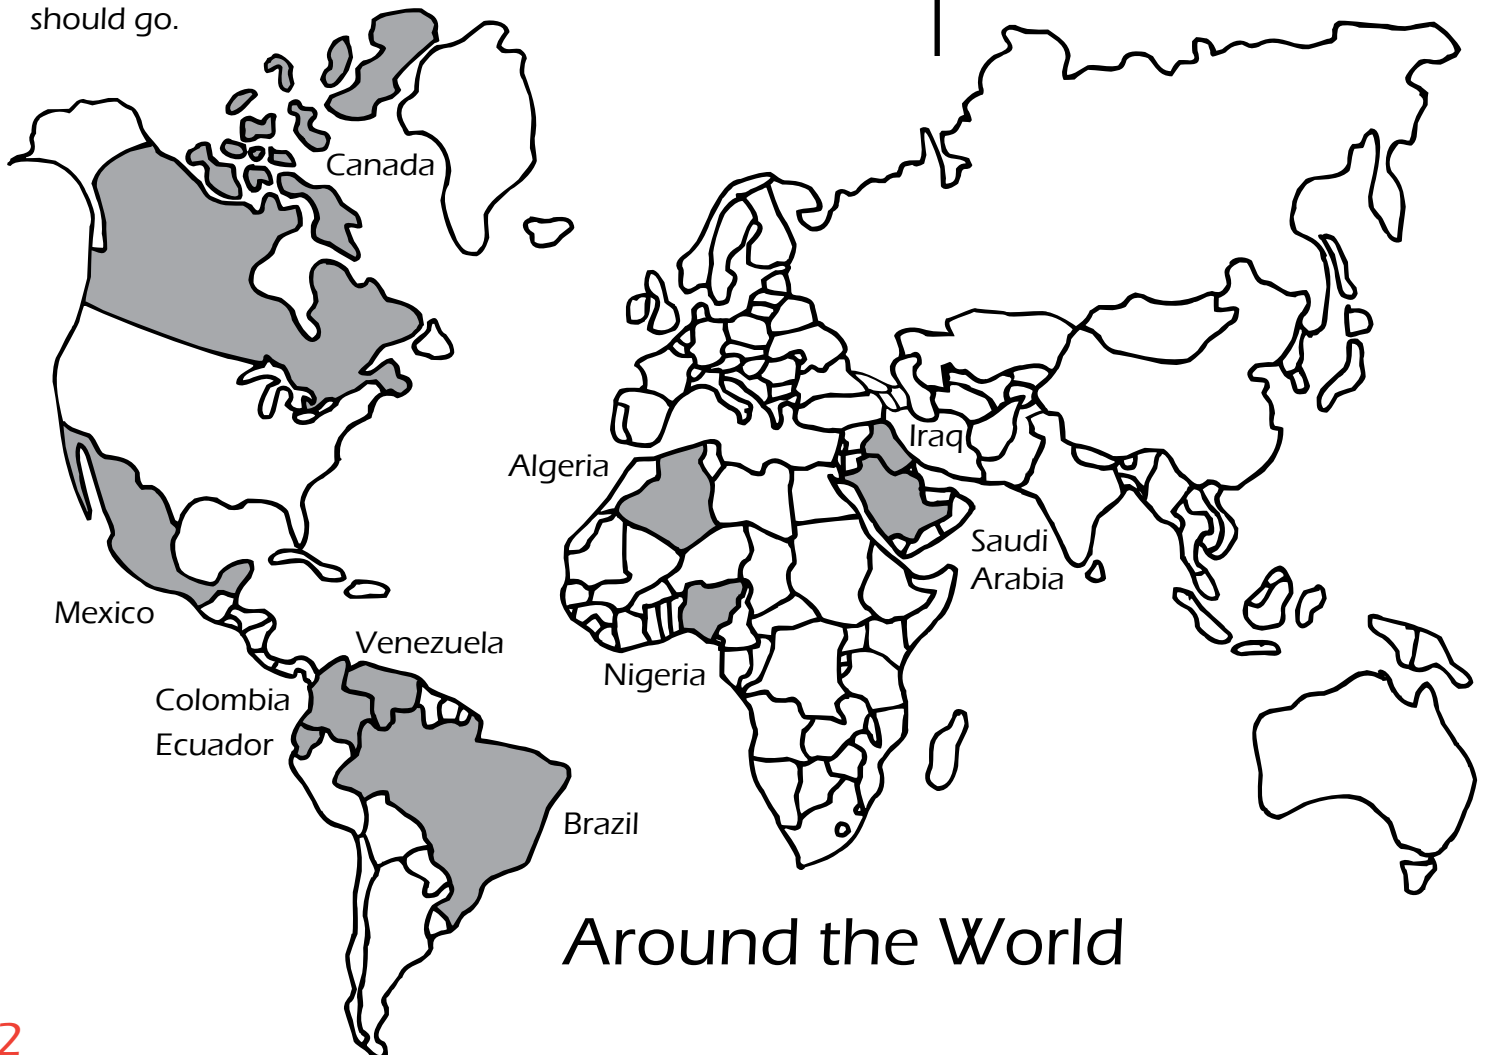 should go.
Canada
Iraq
Algeria
Saudi
Arabia
Mexico
Venezuela
Nigeria
Colombia
Ecuador
Brazil
Around the World
2